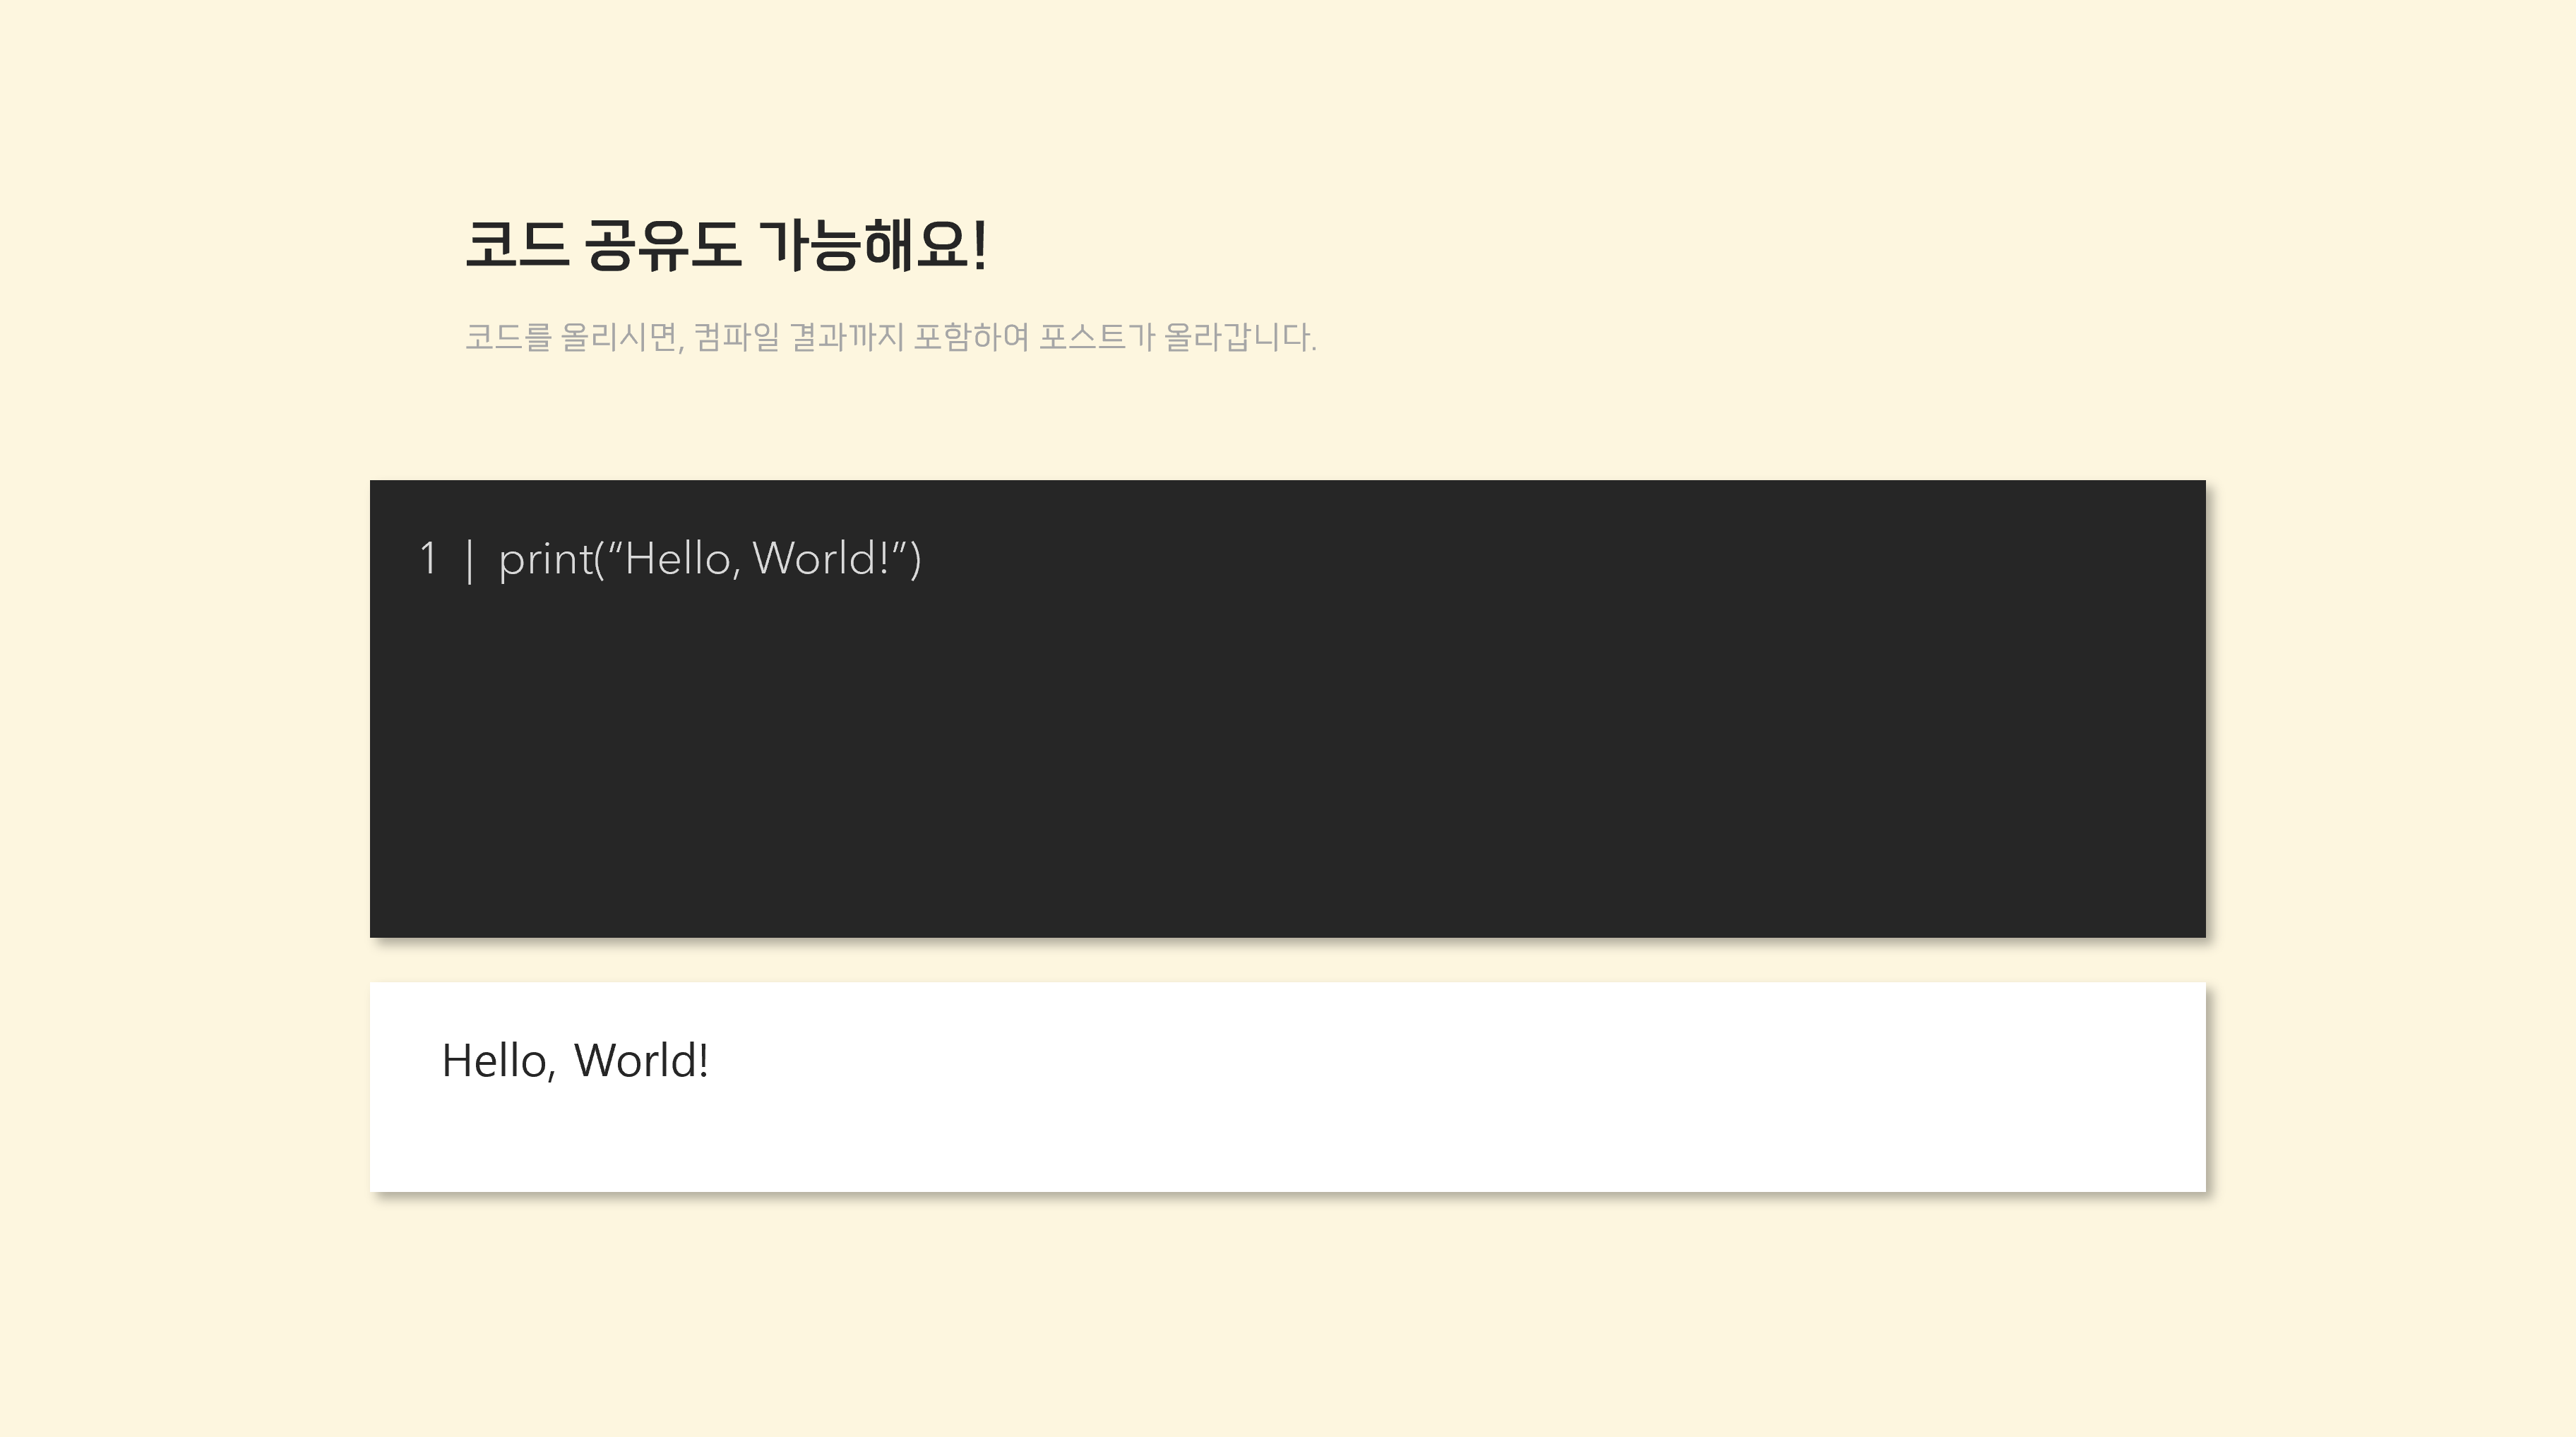 코드 공유도 가능해요!
코드를 올리시면, 컴파일 결과까지 포함하여 포스트가 올라갑니다.
1 | print(“Hello, World!”)
Hello, World!